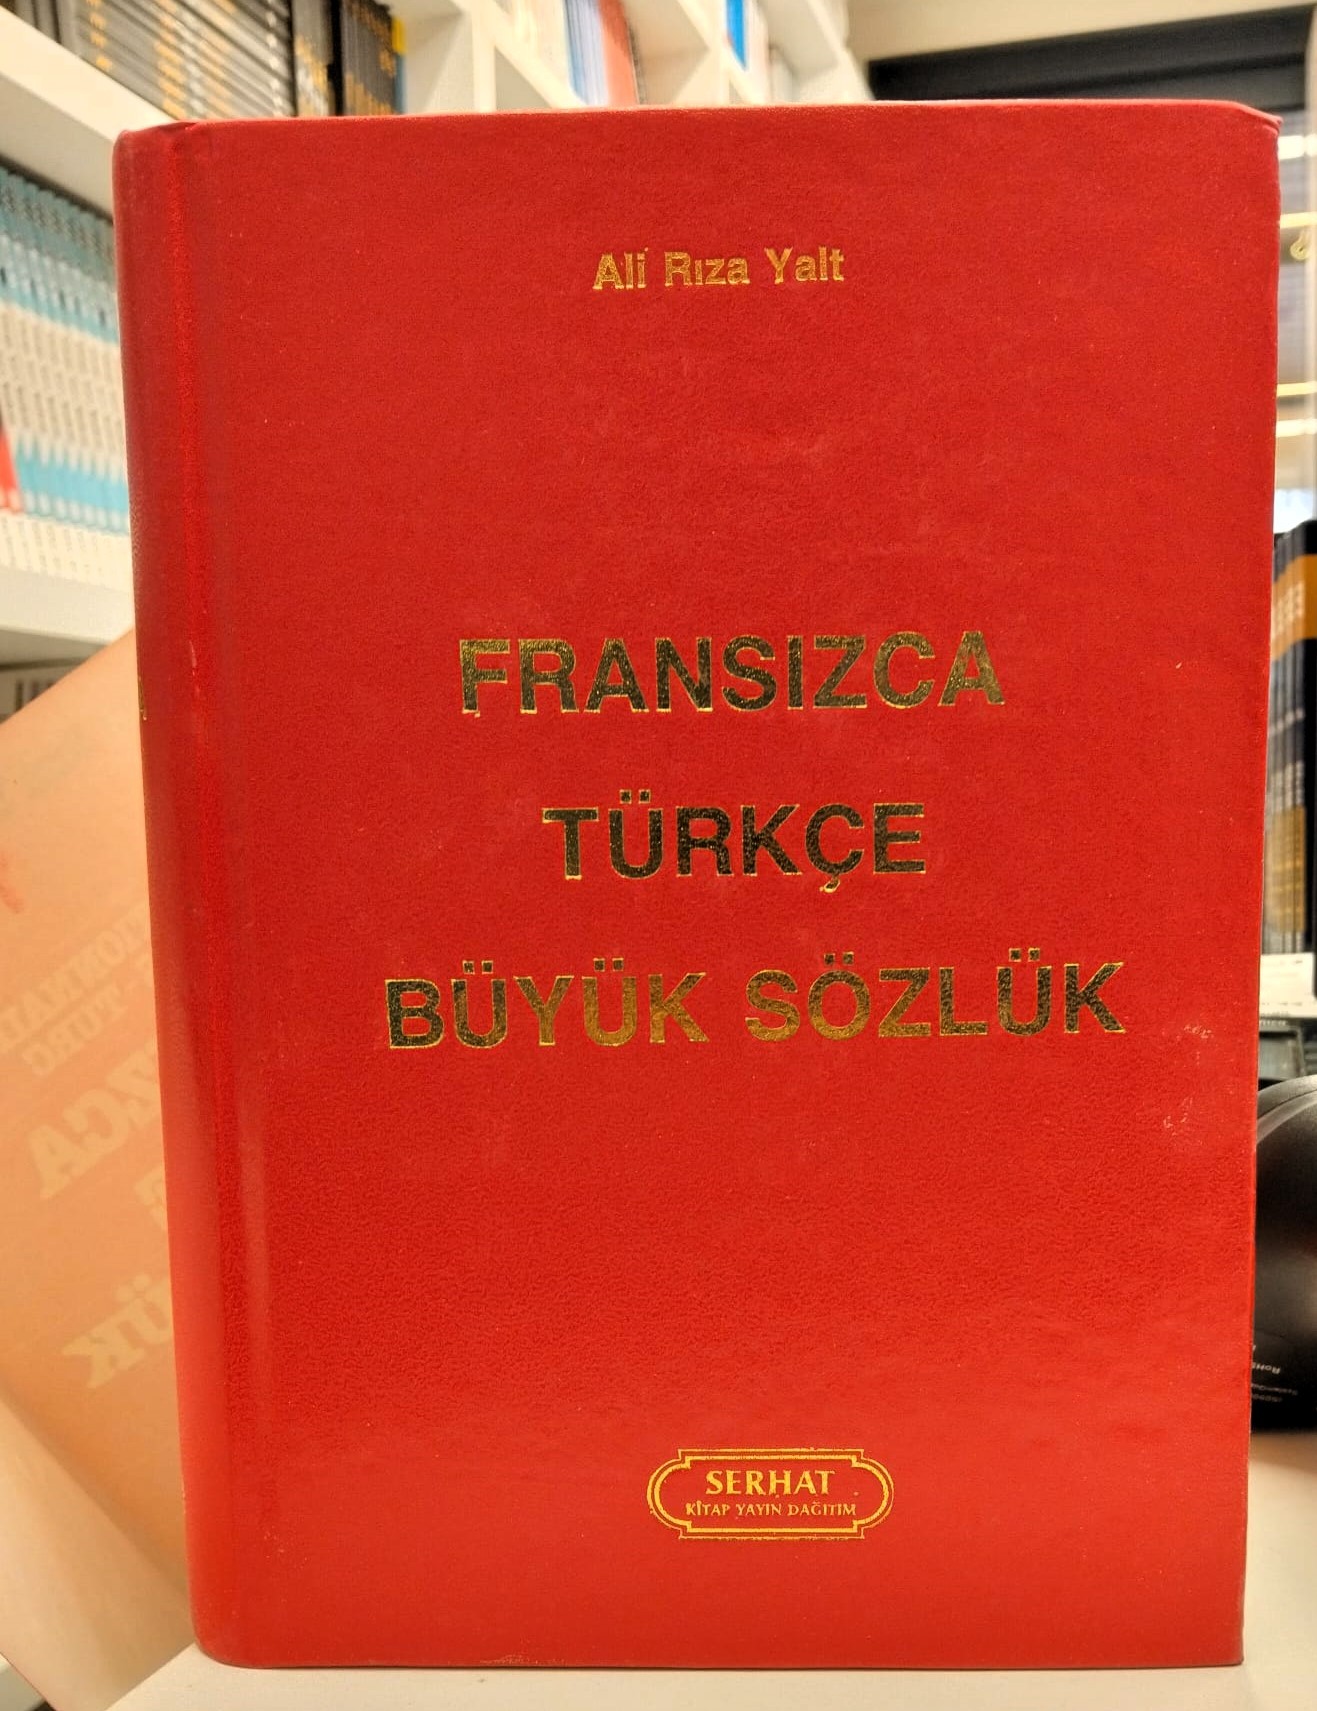 Ali Rıza Yalt
FRANSIZCA
TÜRKÇE
BÜYÜK SÖZLÜK
SERHAT
KİTAP YAYIN DAĞITIM